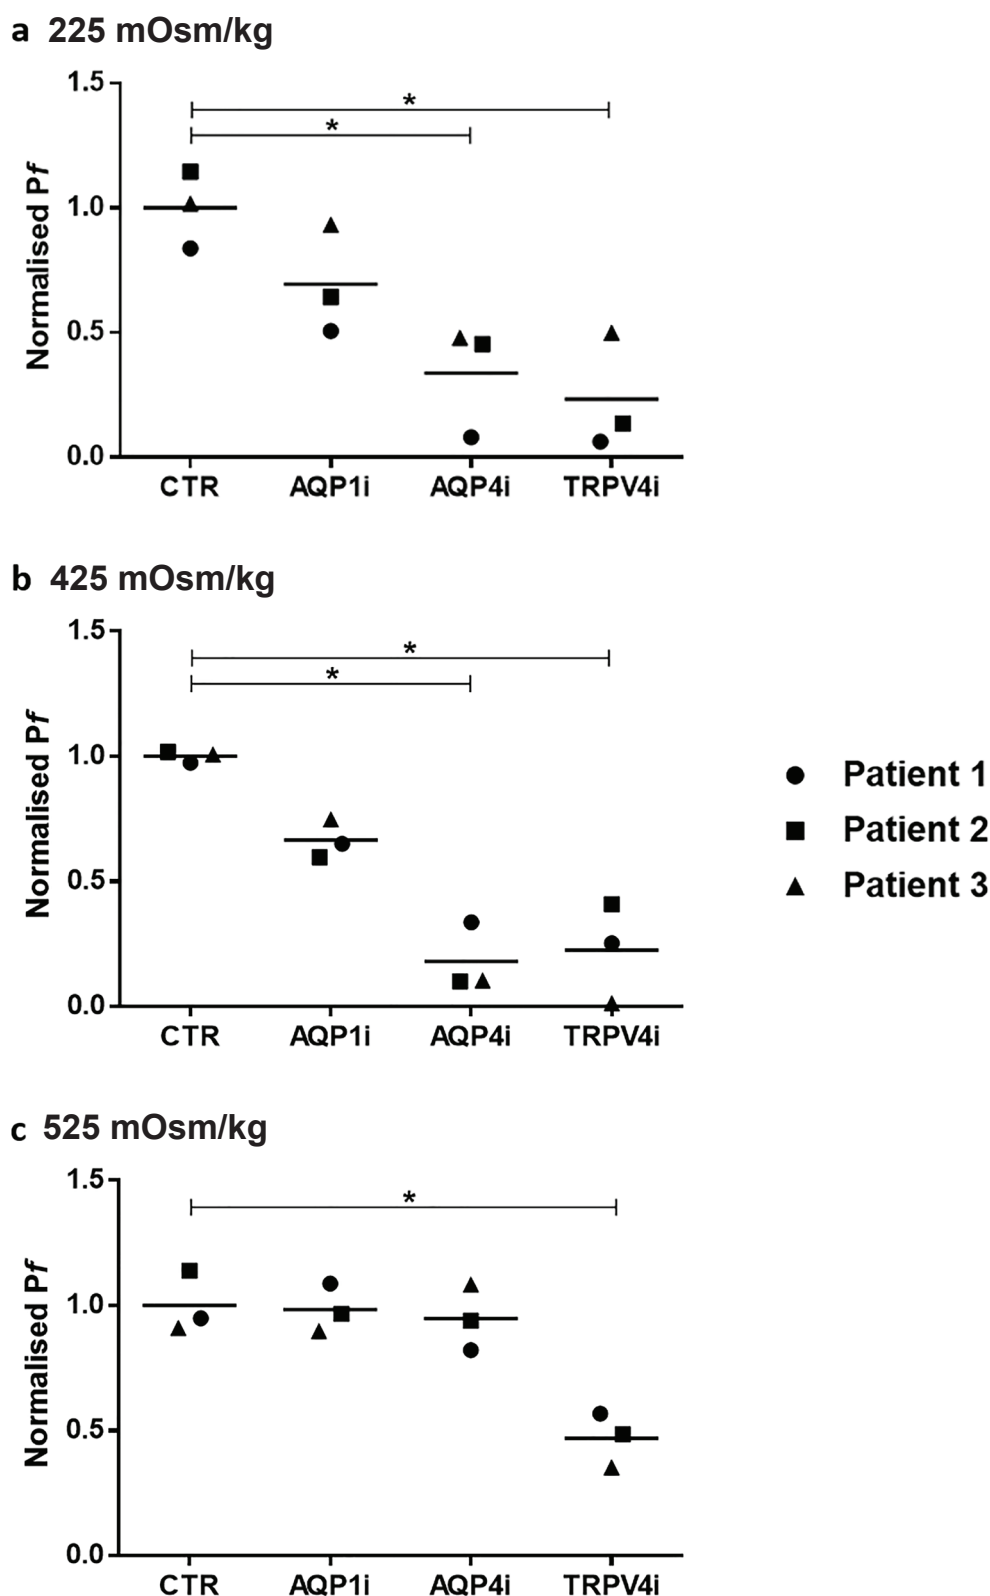 a 225 mOsm/kg
1.5
*
*
1.0
0.5
0.0
Normalised Pf
CTR AQP1i AQP4i TRPV4i
b 425 mOsm/kg
1.5
*
*
1.0
0.5
0.0
Normalised Pf
CTR AQP1i AQP4i TRPV4i
Patient 1
Patient 2
Patient 3
c 525 mOsm/kg
1.5
*
1.0
0.5
0.0
Normalised Pf
CTR AQP1i AQP4i TRPV4i